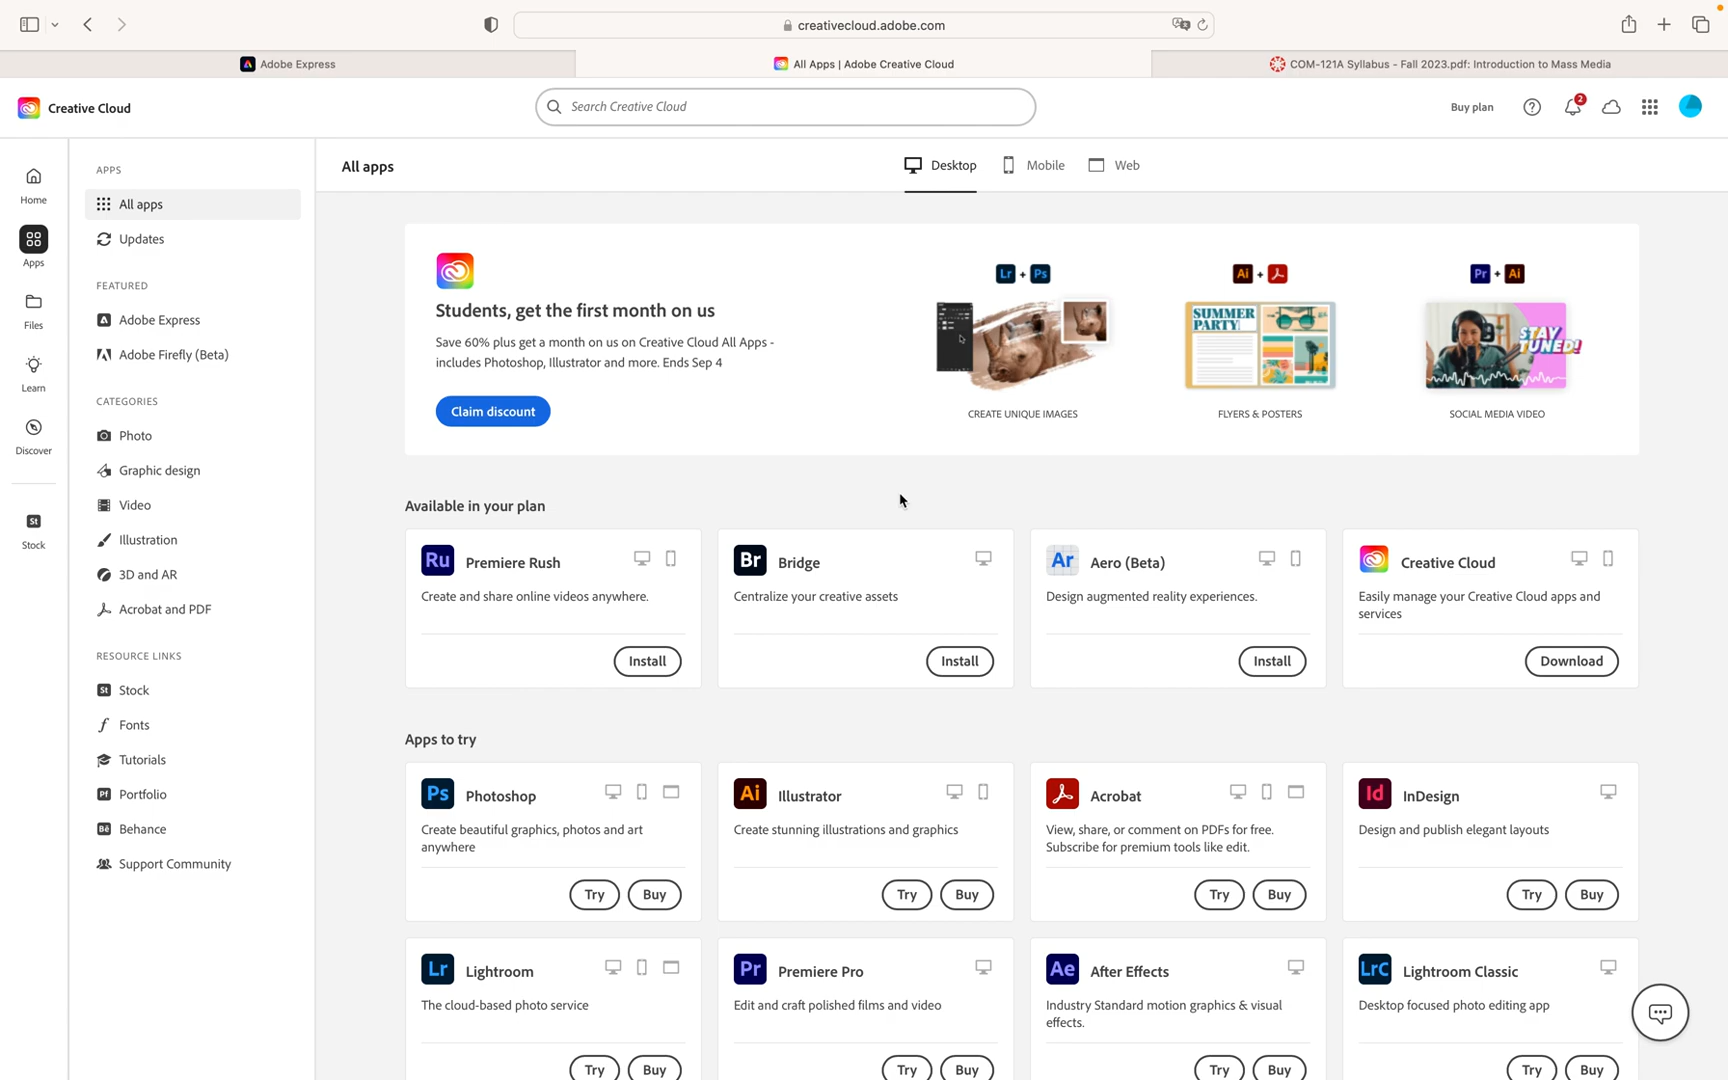 creativecloud.adobe.com
Adobe Express
All Apps | Adobe Creative Cloud
COM-121A Syllabus - Fall 2023.pdf: Introduction to Mass Media
Creative Cloud
Search Creative Cloud
Buy plan
2
Home
Apps
Files
Learn
Discover
St
Stock
APPS
All apps
Updates
FEATURED
Adobe Express
Adobe Firefly (Beta)
CATEGORIES
Photo
Graphic design
Video
Illustration
3D and AR
Acrobat and PDF
RESOURCE LINKS
St Stock
Fonts
Tutorials
Pf Portfolio
Bē Behance
Support Community
All apps
Desktop Mobile Web
Students, get the first month on us
Save 60% plus get a month on us on Creative Cloud All Apps -
includes Photoshop, Illustrator and more. Ends Sep 4
Claim discount
Lr + Ps
CREATE UNIQUE IMAGES
Ai +
SUMMER
PARTY
FLYERS & POSTERS
Pr + Ai
STAY
TUNED!
SOCIAL MEDIA VIDEO
Available in your plan
Ru Premiere Rush
Create and share online videos anywhere.
Install
Br Bridge
Centralize your creative assets
Install
Ar Aero (Beta)
Design augmented reality experiences.
Install
Creative Cloud
Easily manage your Creative Cloud apps and
services
Download
Apps to try
Ps Photoshop
Create beautiful graphics, photos and art
anywhere
Try Buy
Ai Illustrator
Create stunning illustrations and graphics
Try Buy
Acrobat
View, share, or comment on PDFs for free.
Subscribe for premium tools like edit.
Try Buy
Id InDesign
Design and publish elegant layouts
Try Buy
Lr Lightroom
The cloud-based photo service
Try Buy
Pr Premiere Pro
Edit and craft polished films and video
Try Buy
Ae After Effects
Industry Standard motion graphics & visual
effects.
Try Buy
LrC Lightroom Classic
Desktop focused photo editing app
Try Buy